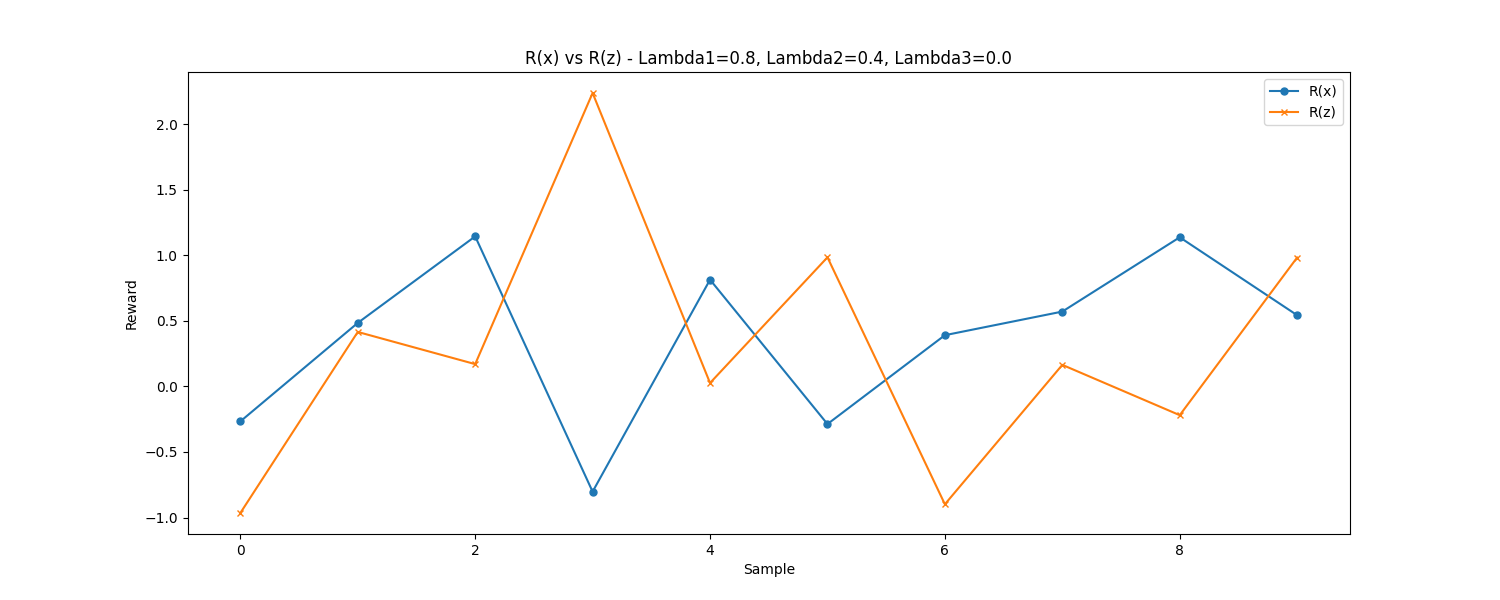 R(x) vs R(z) - Lambda1=0.8, Lambda2=0.4, Lambda3=0.0
R(x)
R(z)
2.0
1.5
1.0
0.5
0.0
−0.5
−1.0
Reward
0 2 4 6 8
Sample